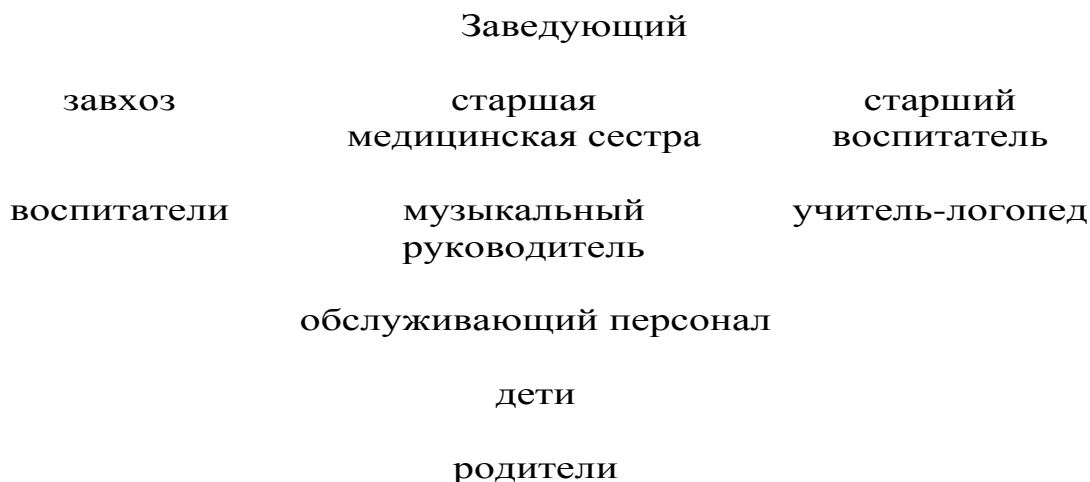 Заведующий
завхоз старшая старший
медицинская сестра воспитатель
воспитатели музыкальный учитель-логопед
руководитель
обслуживающий персонал
дети
родители